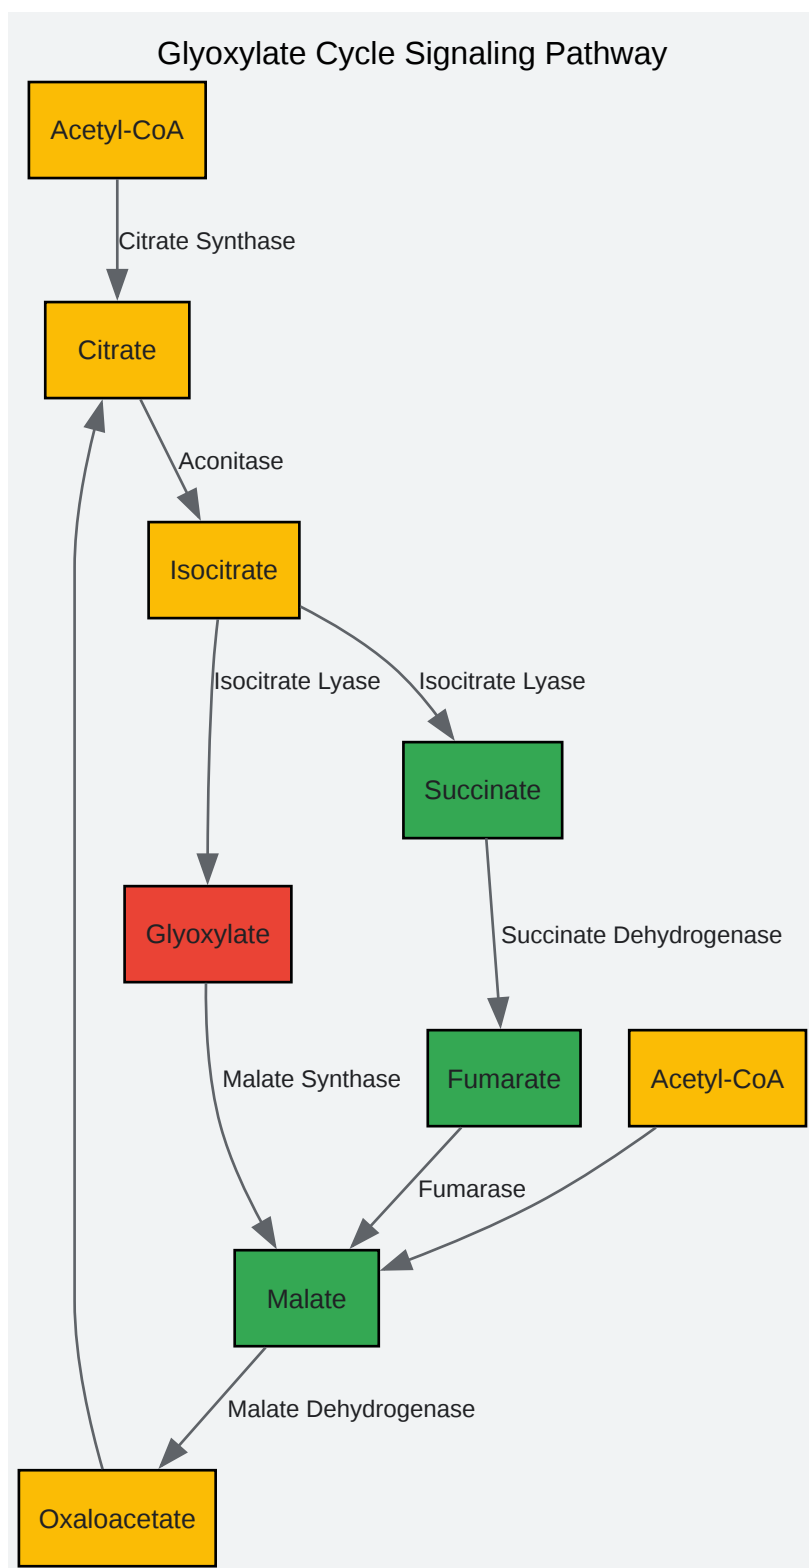 Glyoxylate Cycle Signaling Pathway
Acetyl-CoA
Citrate Synthase
Citrate
Aconitase
Isocitrate
Isocitrate Lyase
Isocitrate Lyase
Succinate
Glyoxylate
Succinate Dehydrogenase
Malate Synthase
Fumarate
Acetyl-CoA
Fumarase
Malate
Malate Dehydrogenase
Oxaloacetate